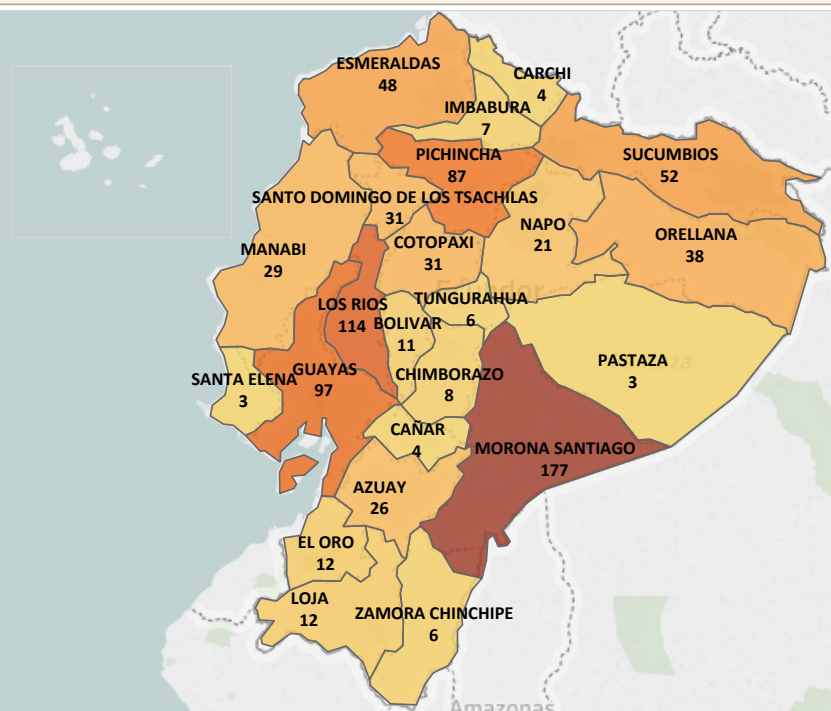 ESMERALDAS
48
CARCHI
4
IMBABURA
7
PICHINCHA
87
SUCUMBIOS
52
SANTO DOMINGO DE LOS TSACHILAS
31
NAPO
21
ORELLANA
38
MANABI
29
COTOPAXI
31
Ecuador
TUNGURAHUA
6
LOS RIOS
114
BOLIVAR
11
PASTAZA
3
SANTA ELENA
3
GUAYAS
97
CHIMBORAZO
8
CAÑAR
4
MORONA SANTIAGO
177
AZUAY
26
EL ORO
12
LOJA
12
ZAMORA CHINCHIPE
6
Amazonas